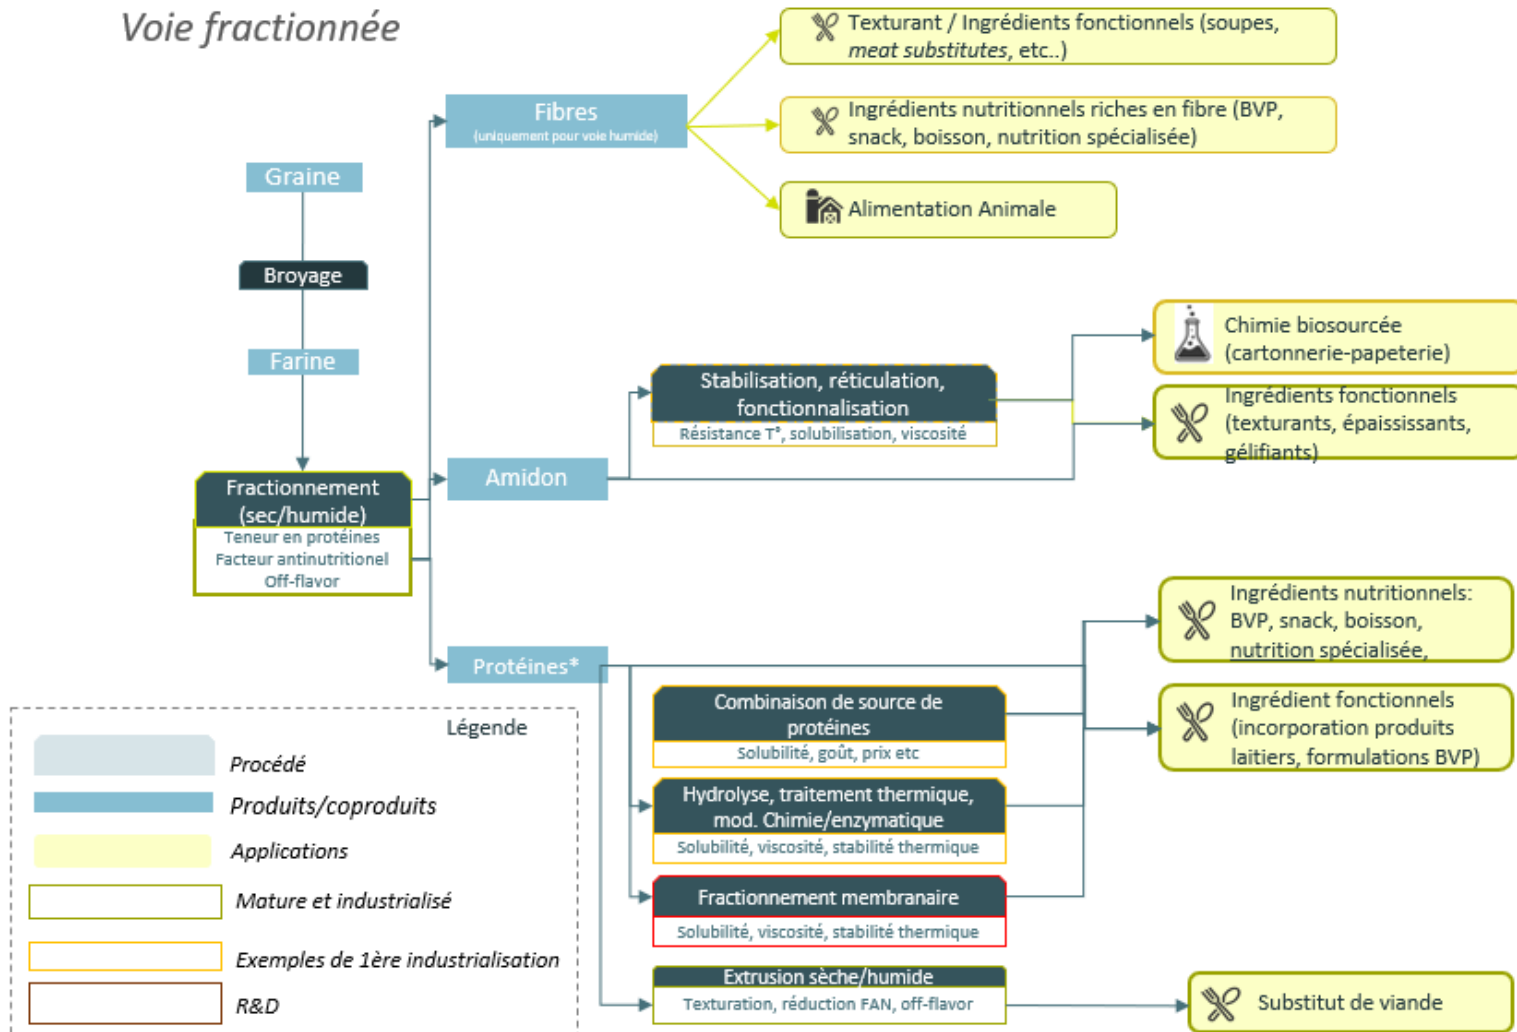 Voie fractionnée
Texturant / Ingrédients fonctionnels (soupes,
meat substitutes, etc..)
Fibres
(uniquement pour voie humide)
Ingrédients nutritionnels riches en fibre (BVP,
snack, boisson, nutrition spécialisée)
Graine
Alimentation Animale
Broyage
Farine
Chimie biosourcée
(cartonnerie-papeterie)
Stabilisation, réticulation,
fonctionnalisation
Résistance T°, solubilisation, viscosité
Ingrédients fonctionnels
(texturants, épaississants,
gélifiants)
Amidon
Fractionnement
(sec/humide)
Teneur en protéines
Facteur antinutritionel
Off-flavor
Ingrédients nutritionnels:
BVP, snack, boisson,
nutrition spécialisée,
Protéines*
Combinaison de source de
protéines
Solubilité, goût, prix etc
Ingrédient fonctionnels
(incorporation produits
laitiers, formulations BVP)
Hydrolyse, traitement thermique,
mod. Chimie/enzymatique
Solubilité, viscosité, stabilité thermique
Fractionnement membranaire
Solubilité, viscosité, stabilité thermique
Extrusion sèche/humide
Texturation, réduction FAN, off-flavor
Substitut de viande
Légende
Procédé
Produits/coproduits
Applications
Mature et industrialisé
Exemples de 1ère industrialisation
R&D